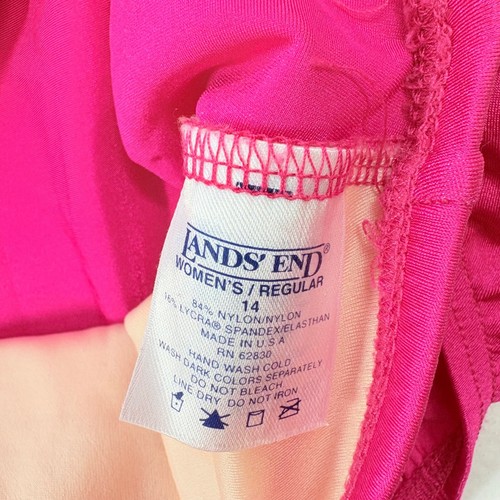 LANDS' END®
WOMEN'S / REGULAR
14
84% NYLON/NYLON
16% LYCRA® SPANDEX/ELASTHAN
MADE IN U S A
RN 62830
HAND WASH COLD
WASH DARK COLORS SEPARATELY
DO NOT BLEACH
LINE DRY. DO NOT IRON